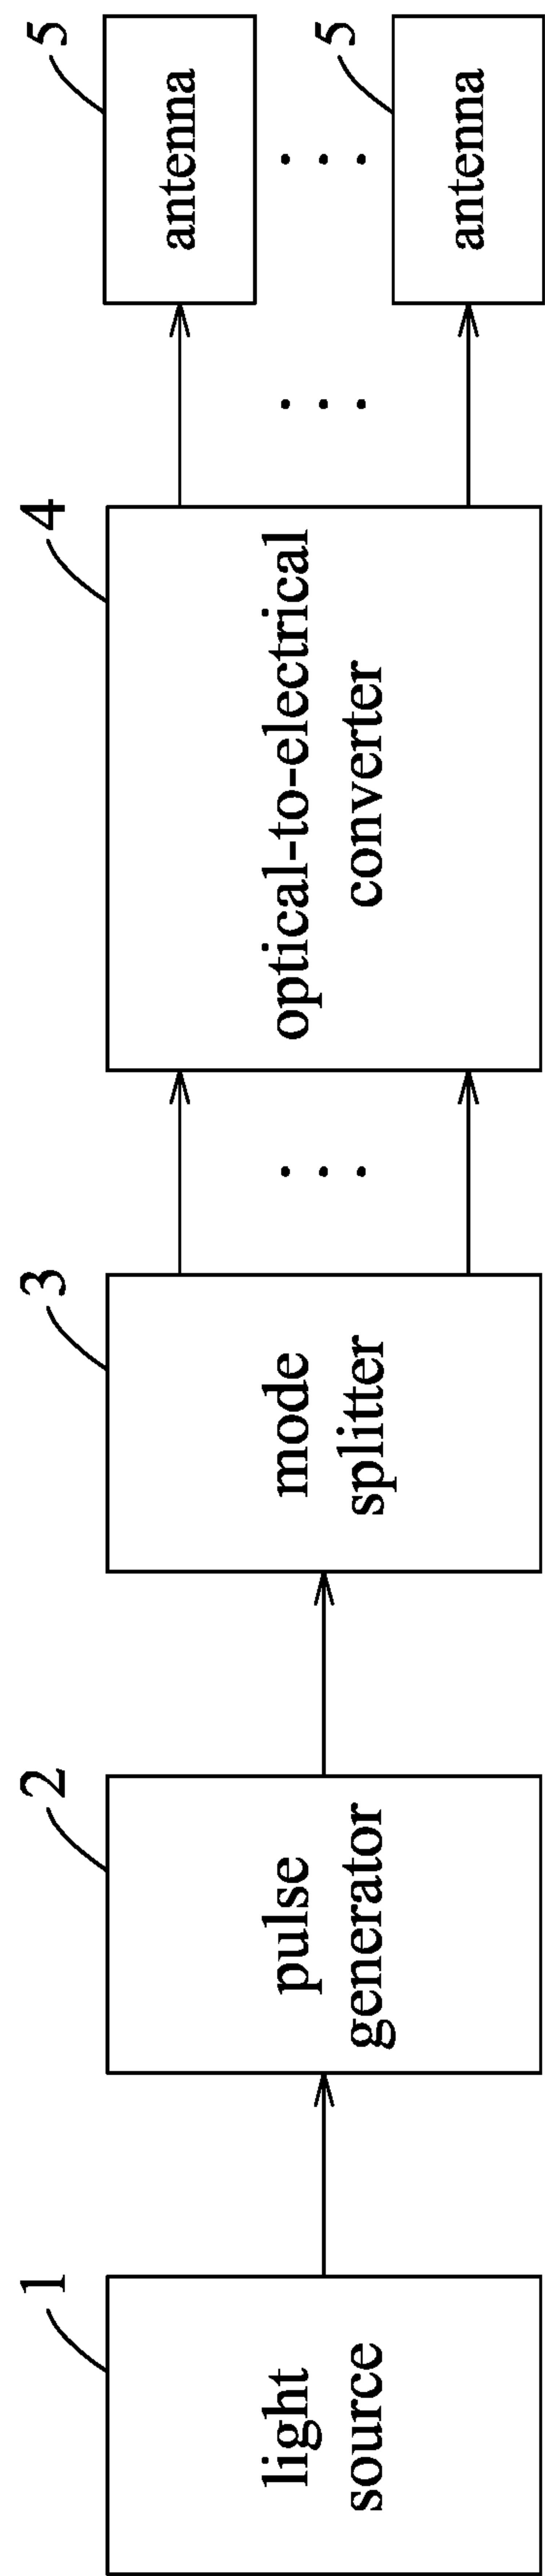 1
light
source
2
pulse
generator
3
mode
splitter
4
optical-to-electrical
converter
5
antenna
5
antenna